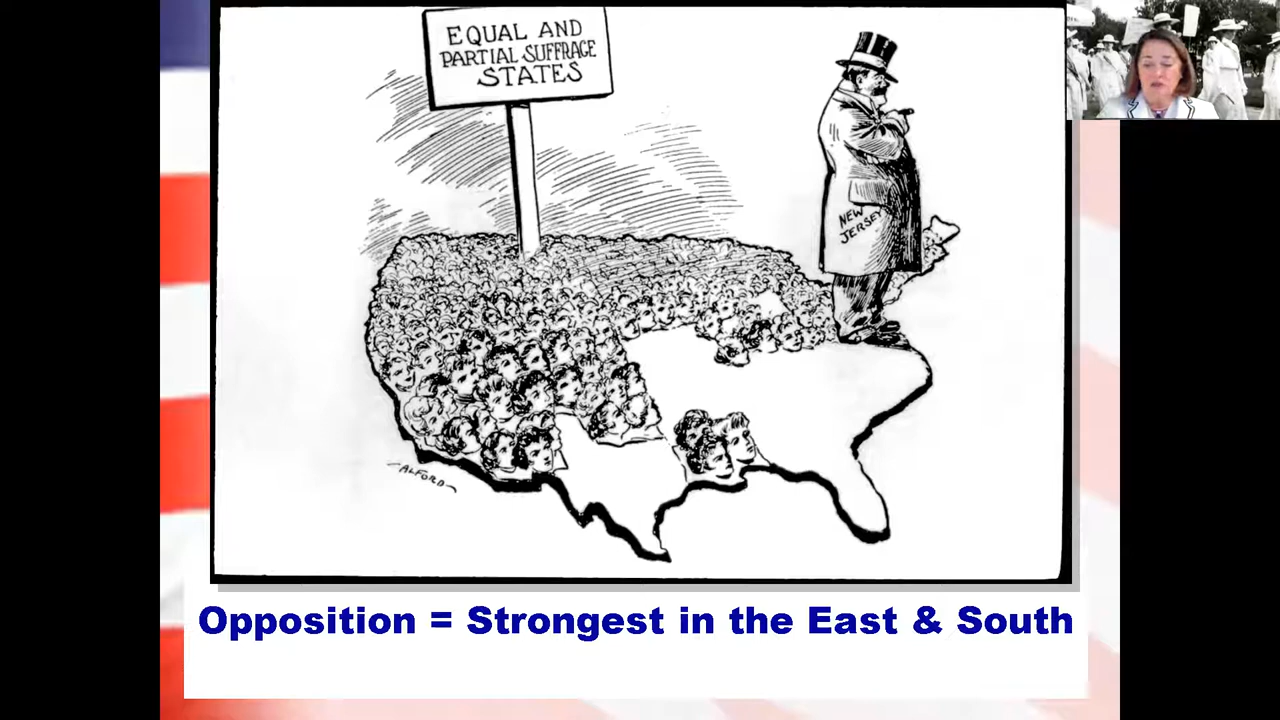 EQUAL AND
PARTIAL SUFFRAGE
STATES
NEW
JERSEY
ALFORD
Opposition = Strongest in the East & South